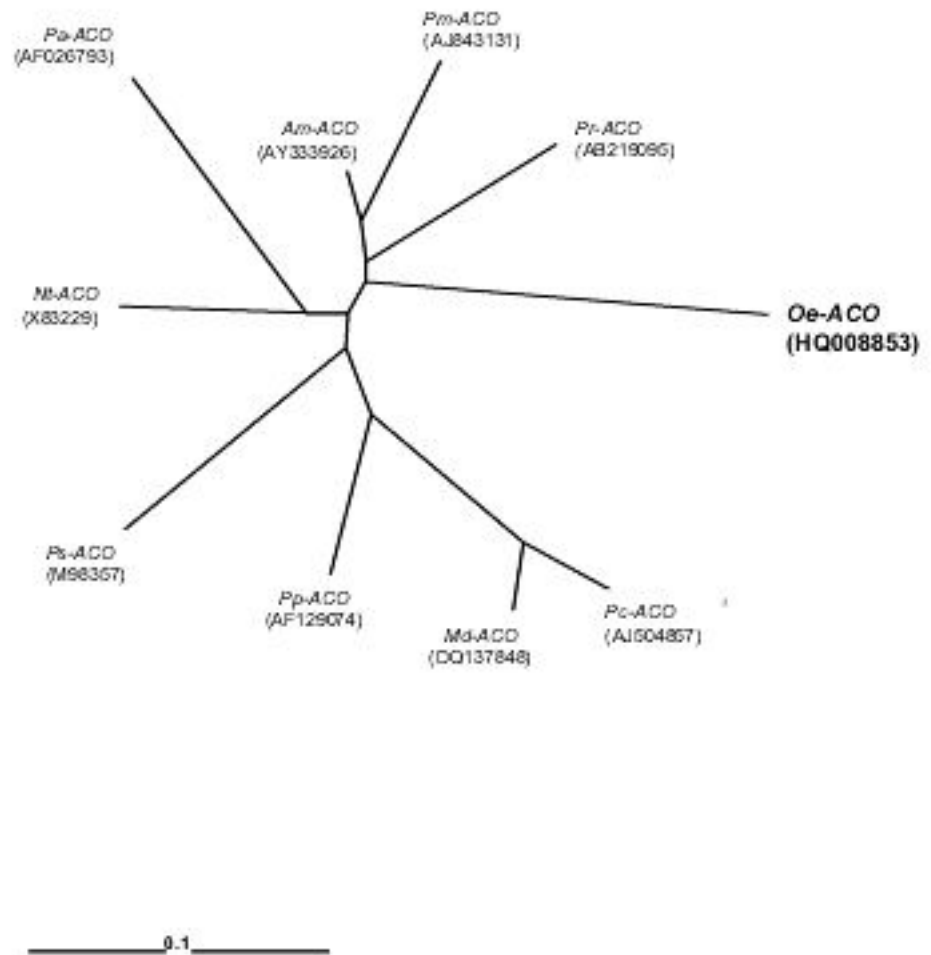 Pm-ACO
(AJ843131)
Pa-ACO
(AF026793)
Am-ACO
(AY333926)
Pr-ACO
(AB219095)
Nt-ACO
(X83229)
Oe-ACO
(HQ008853)
Ps-ACO
(M98357)
Pp-ACO
(AF129074)
Pc-ACO
(AJ504857)
Md-ACO
(DQ137848)
0.1